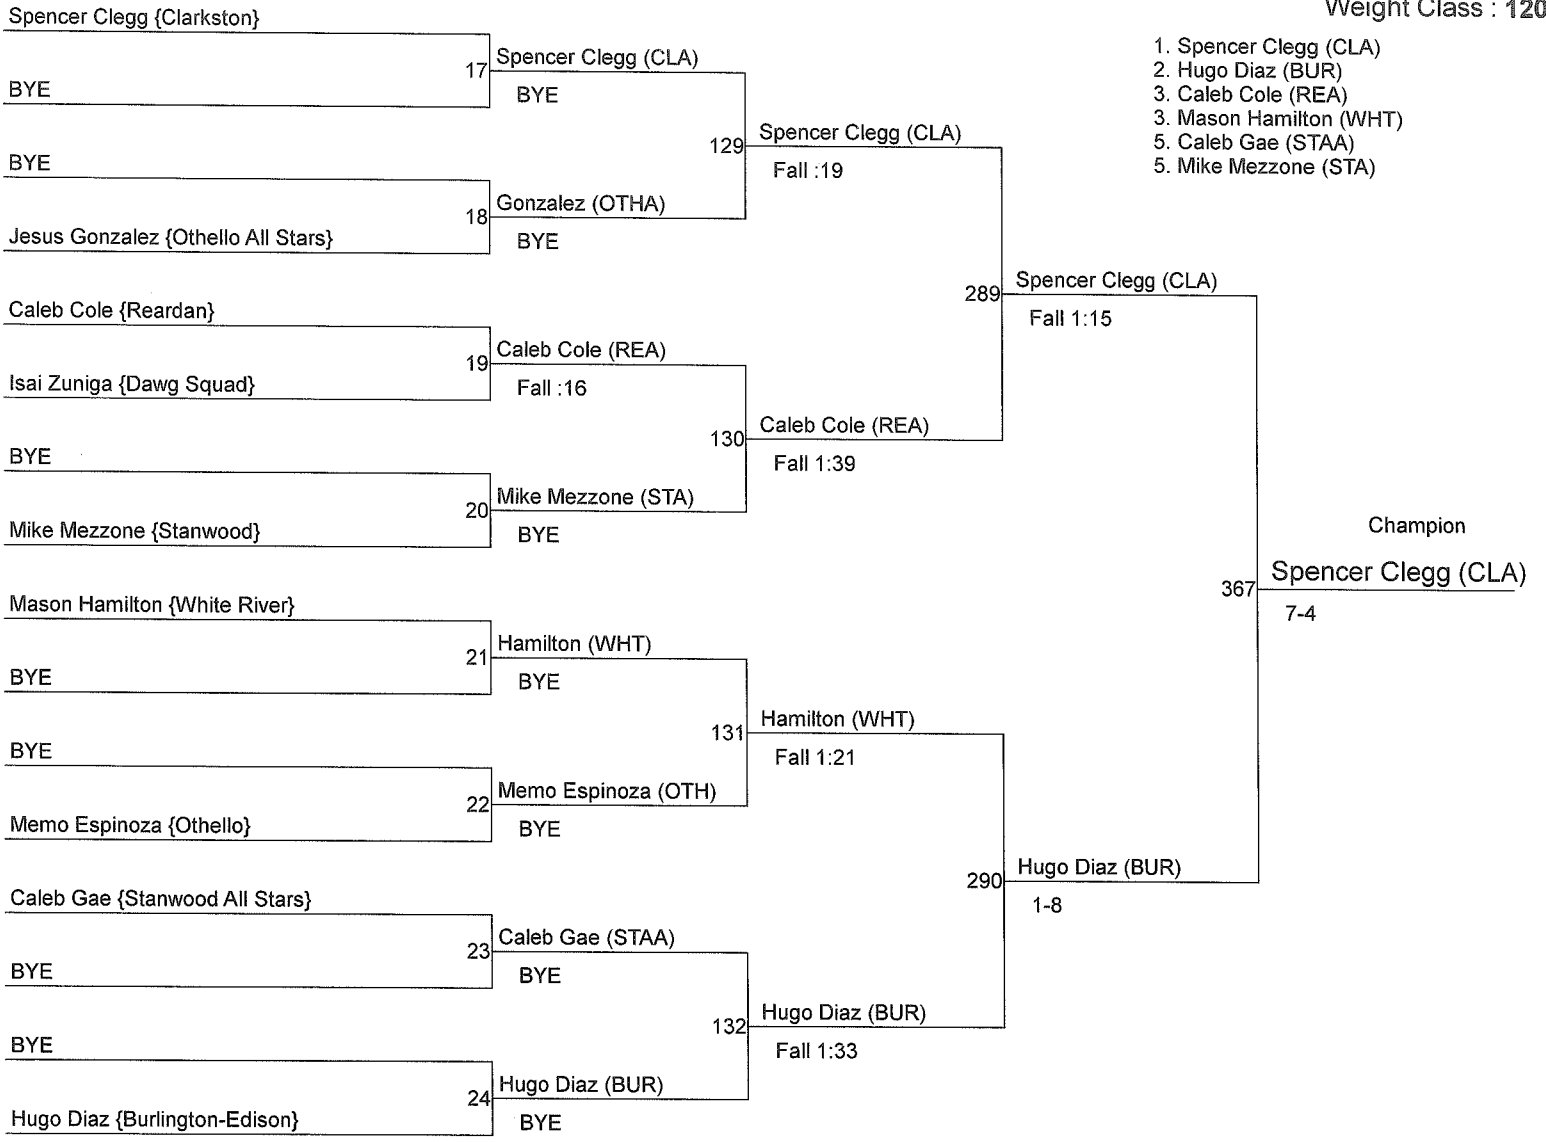 Weight Class : 120
1. Spencer Clegg (CLA)
2. Hugo Diaz (BUR)
3. Caleb Cole (REA)
3. Mason Hamilton (WHT)
5. Caleb Gae (STAA)
5. Mike Mezzone (STA)
Spencer Clegg {Clarkston}
BYE
BYE
Jesus Gonzalez {Othello All Stars}
Caleb Cole {Reardan}
Isai Zuniga {Dawg Squad}
BYE
Mike Mezzone {Stanwood}
Mason Hamilton {White River}
BYE
BYE
Memo Espinoza {Othello}
Caleb Gae {Stanwood All Stars}
BYE
BYE
Hugo Diaz {Burlington-Edison}
17 Spencer Clegg (CLA)
BYE
18 Gonzalez (OTHA)
BYE
19 Caleb Cole (REA)
Fall :16
20 Mike Mezzone (STA)
BYE
21 Hamilton (WHT)
BYE
22 Memo Espinoza (OTH)
BYE
23 Caleb Gae (STAA)
BYE
24 Hugo Diaz (BUR)
BYE
129 Spencer Clegg (CLA)
Fall :19
130 Caleb Cole (REA)
Fall 1:39
131 Hamilton (WHT)
Fall 1:21
132 Hugo Diaz (BUR)
Fall 1:33
289 Spencer Clegg (CLA)
Fall 1:15
290 Hugo Diaz (BUR)
1-8
Champion
367 Spencer Clegg (CLA)
7-4